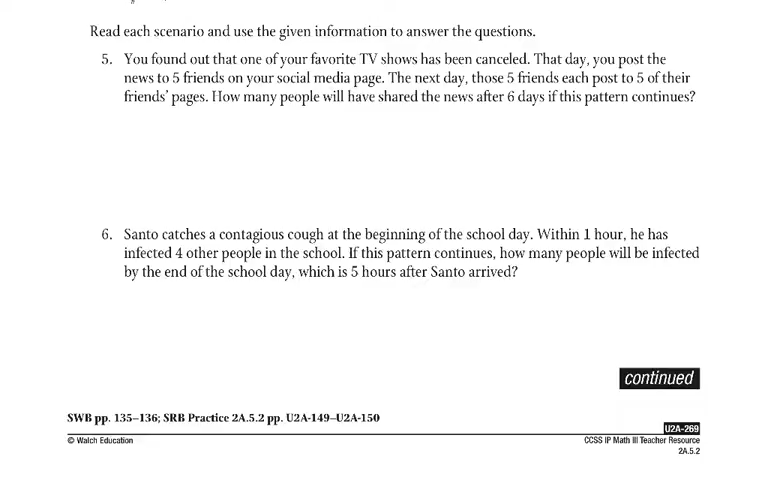 Read each scenario and use the given information to answer the questions.
5. You found out that one of your favorite TV shows has been canceled. That day, you post the
news to 5 friends on your social media page. The next day, those 5 friends each post to 5 of their
friends' pages. How many people will have shared the news after 6 days if this pattern continues?
6. Santo catches a contagious cough at the beginning of the school day. Within 1 hour, he has
infected 4 other people in the school. If this pattern continues, how many people will be infected
by the end of the school day, which is 5 hours after Santo arrived?
continued
SWB pp. 135–136; SRB Practice 2A.5.2 pp. U2A-149–U2A-150
U2A-269
© Walch Education
CCSS IP Math III Teacher Resource
2A.5.2